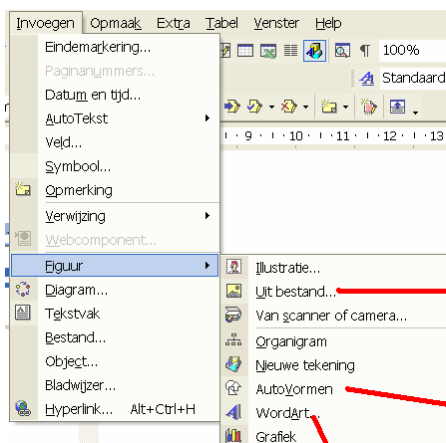 Invoegen Opmaak Extra Tabel Venster Help
Eindemarkering...
100%
Paginanummers...
Standaard
Datum en tijd...
AutoTekst
Veld...
9 10 11 12 13
Symbool...
Opmerking
Verwijzing
Webcomponent...
Figuur
Illustratie...
Diagram...
Uit bestand...
Tekstvak
Van scanner of camera...
Bestand...
Organigram
Object...
Nieuwe tekening
Bladwijzer...
AutoVormen
Hyperlink... Alt+Ctrl+H
WordArt...
Grafiek